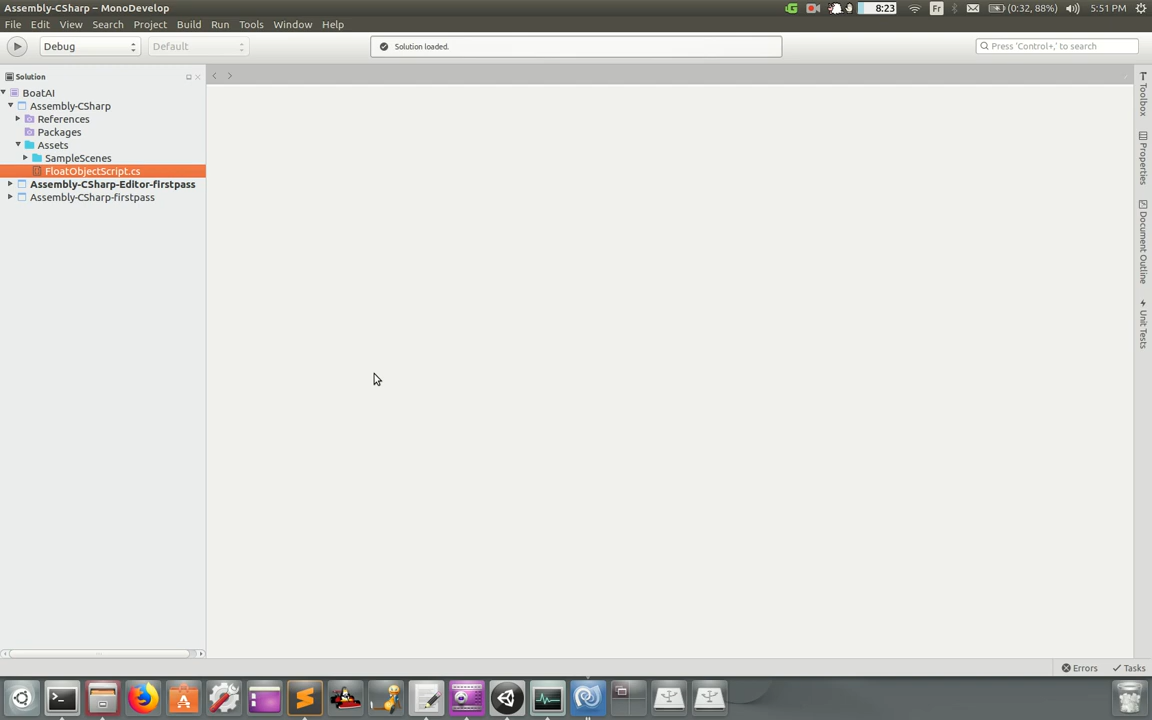 Assembly-CSharp – MonoDevelop
8:23
Fr
(0:32, 88%)
5:51 PM
File Edit View Search Project Build Run Tools Window Help
Debug
Default
Solution loaded.
Press 'Control+,' to search
Solution
BoatAI
Assembly-CSharp
References
Packages
Assets
SampleScenes
FloatObjectScript.cs
Assembly-CSharp-Editor-firstpass
Assembly-CSharp-firstpass
Toolbox
Properties
Document Outline
Unit Tests
Errors
Tasks